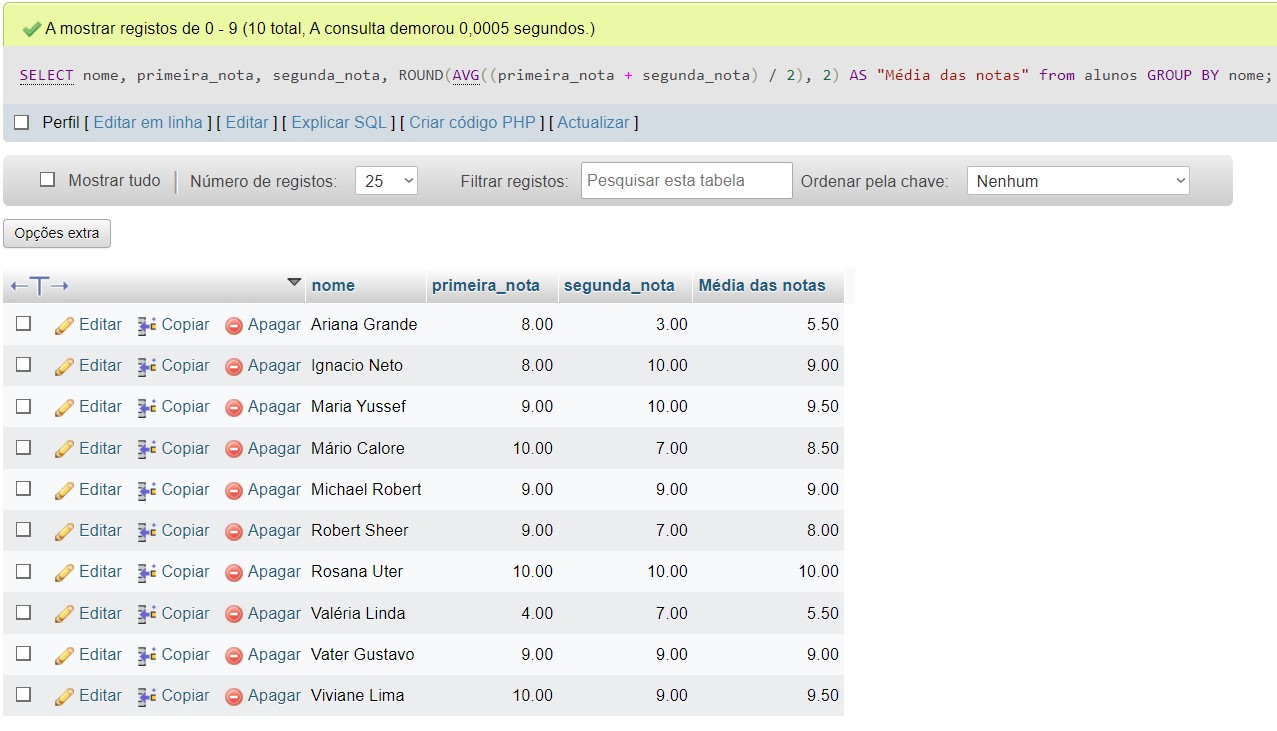 A mostrar registos de 0 - 9 (10 total, A consulta demorou 0,0005 segundos.)
SELECT nome, primeira_nota, segunda_nota, ROUND(AVG((primeira_nota + segunda_nota) / 2), 2) AS "Média das notas" from alunos GROUP BY nome;
Perfil [ Editar em linha ] [ Editar ] [ Explicar SQL ] [ Criar código PHP ] [ Actualizar ]
Mostrar tudo Número de registos: 25 Filtrar registos: Pesquisar esta tabela Ordenar pela chave: Nenhum
Opções extra
nome primeira_nota segunda_nota Média das notas
Editar Copiar Apagar Ariana Grande 8.00 3.00 5.50
Editar Copiar Apagar Ignacio Neto 8.00 10.00 9.00
Editar Copiar Apagar Maria Yussef 9.00 10.00 9.50
Editar Copiar Apagar Mário Calore 10.00 7.00 8.50
Editar Copiar Apagar Michael Robert 9.00 9.00 9.00
Editar Copiar Apagar Robert Sheer 9.00 7.00 8.00
Editar Copiar Apagar Rosana Uter 10.00 10.00 10.00
Editar Copiar Apagar Valéria Linda 4.00 7.00 5.50
Editar Copiar Apagar Vater Gustavo 9.00 9.00 9.00
Editar Copiar Apagar Viviane Lima 10.00 9.00 9.50